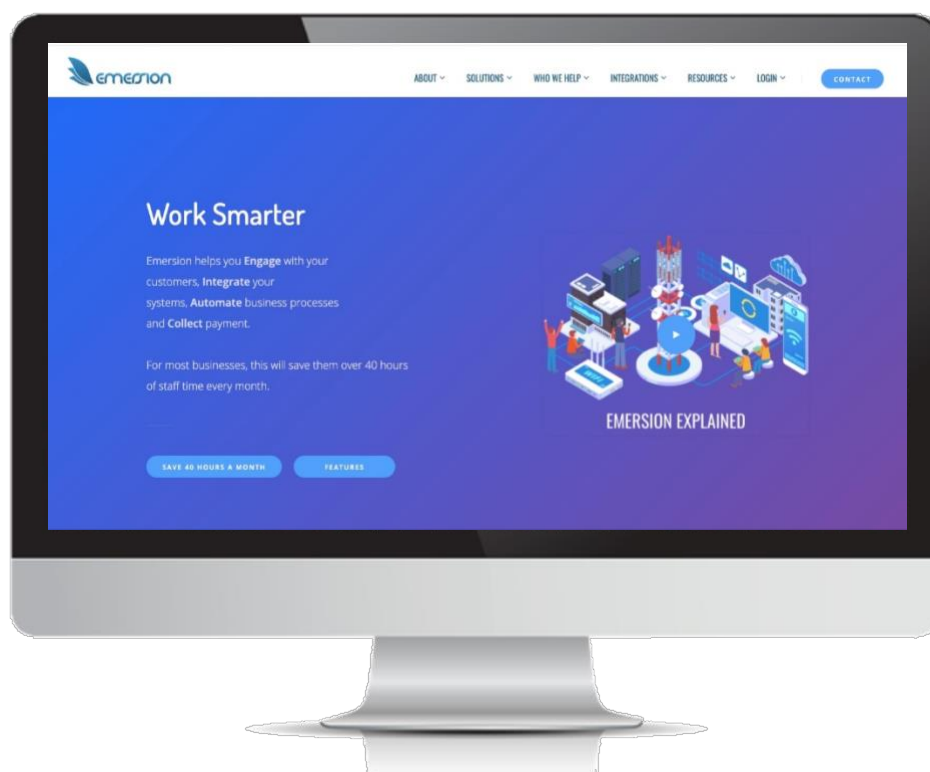 emersion
ABOUT
SOLUTIONS
WHO WE HELP
INTEGRATIONS
RESOURCES
LOGIN
CONTACT
Work Smarter
Emersion helps you Engage with your
customers, Integrate your
systems, Automate business processes
and Collect payment.
For most businesses, this will save them over 40 hours
of staff time every month.
WIFI
EMERSION EXPLAINED
SAVE 40 HOURS A MONTH
FEATURES